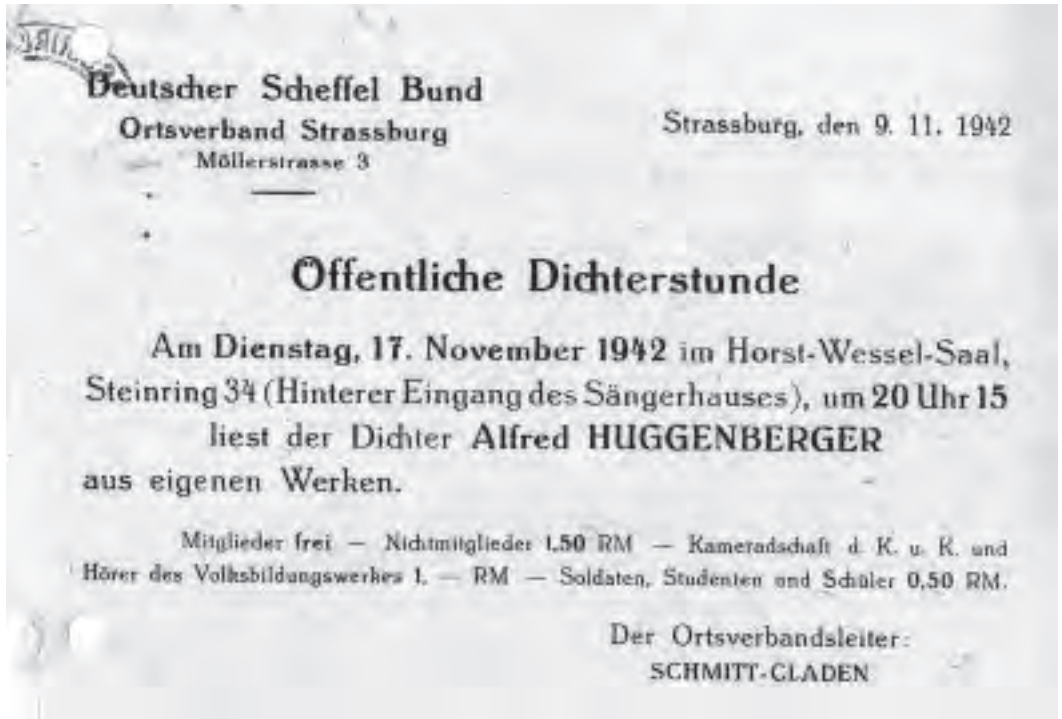 Deutscher Scheffel Bund
Ortsverband Strassburg
Möllerstrasse 3
Strassburg, den 9. 11. 1942
Öffentliche Dichterstunde
Am Dienstag, 17. November 1942 im Horst-Wessel-Saal,
Steinring 34 (Hinterer Eingang des Sängerhauses), um 20 Uhr 15
liest der Dichter Alfred HUGGENBERGER
aus eigenen Werken.
Mitglieder frei — Nichtmitglieder 1,50 RM — Kameradschaft d. K. u. K. und
Hörer des Volksbildungswerkes 1. — RM — Soldaten, Studenten und Schüler 0,50 RM.
Der Ortsverbandsleiter:
SCHMITT-CLADEN